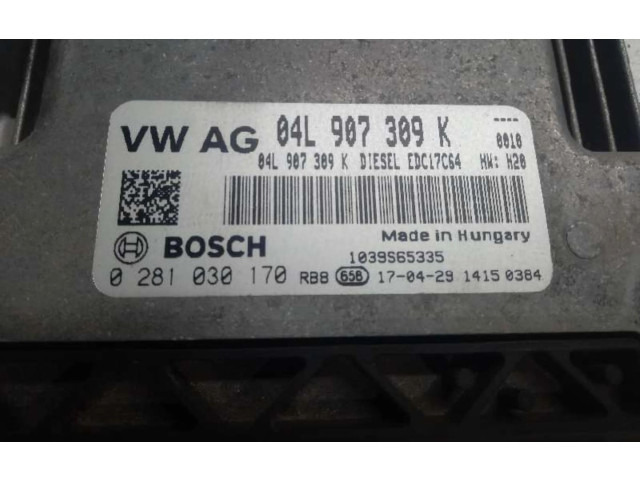 VW AG 04L 907 309 K ----
0010
04L 907 309 K DIESEL EDC17C64 HW: H20
Made in Hungary
BOSCH 1039S65335
0 281 030 170 RBB 658 17-04-29 1415 0384